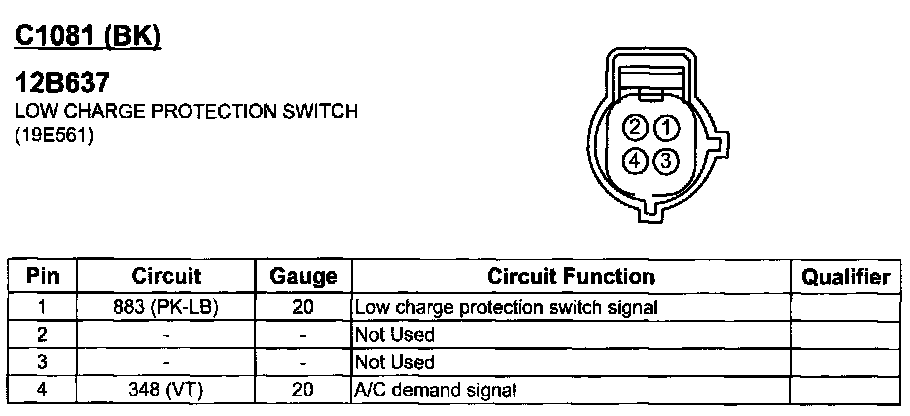 C1081 (BK)
12B637
LOW CHARGE PROTECTION SWITCH
(19E561)
2 1
4 3
Pin Circuit Gauge Circuit Function Qualifier
1 883 (PK-LB) 20 Low charge protection switch signal
2 - - Not Used
3 - - Not Used
4 348 (VT) 20 A/C demand signal